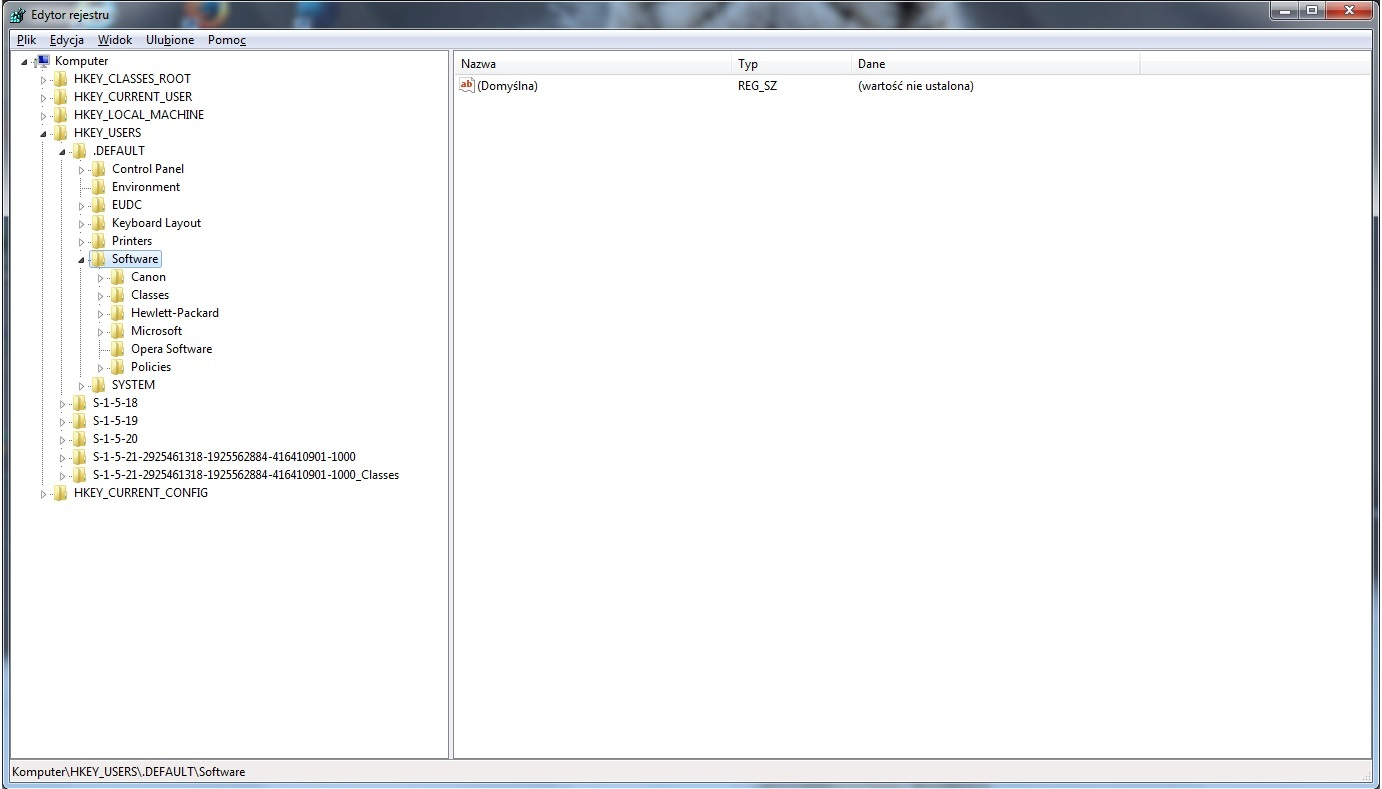 Edytor rejestru
Plik Edycja Widok Ulubione Pomoc
Komputer
HKEY_CLASSES_ROOT
HKEY_CURRENT_USER
HKEY_LOCAL_MACHINE
HKEY_USERS
.DEFAULT
Control Panel
Environment
EUDC
Keyboard Layout
Printers
Software
Canon
Classes
Hewlett-Packard
Microsoft
Opera Software
Policies
SYSTEM
S-1-5-18
S-1-5-19
S-1-5-20
S-1-5-21-2925461318-1925562884-416410901-1000
S-1-5-21-2925461318-1925562884-416410901-1000_Classes
HKEY_CURRENT_CONFIG
Nazwa Typ Dane
ab (Domyślna) REG_SZ (wartość nie ustalona)
Komputer\HKEY_USERS\.DEFAULT\Software